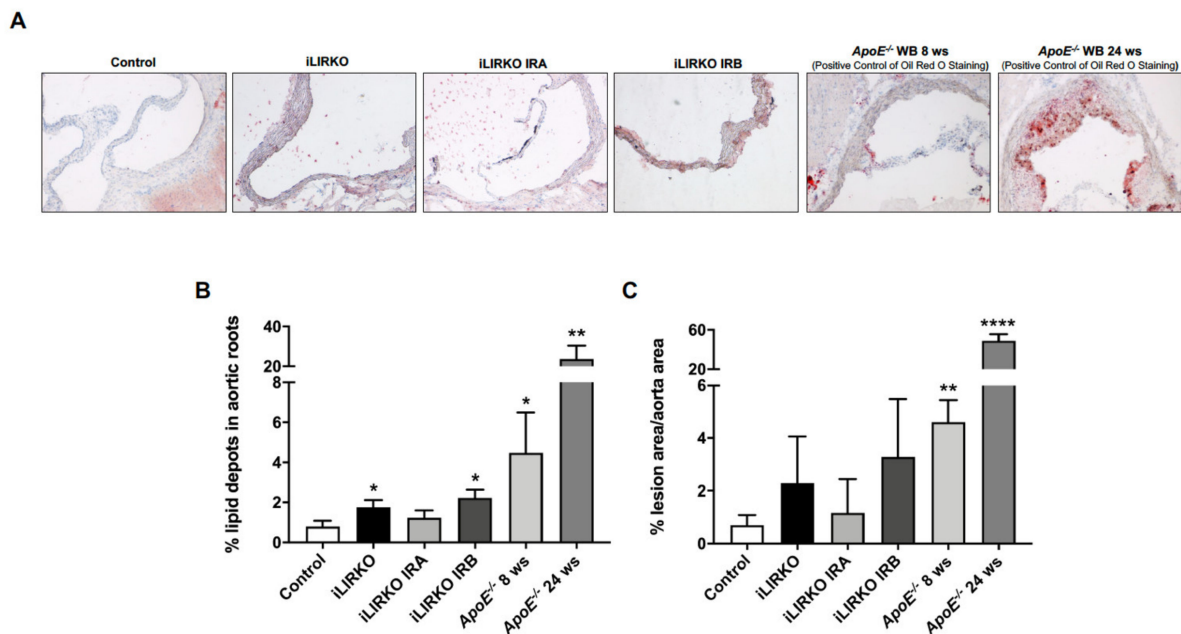 A
Control
iLIRKO
iLIRKO IRA
iLIRKO IRB
ApoE-/- WB 8 ws
(Positive Control of Oil Red O Staining)
ApoE-/- WB 24 ws
(Positive Control of Oil Red O Staining)
B
% lipid depots in aortic roots
40
20
8
6
4
2
0
*
*
*
**
Control
iLIRKO
iLIRKO IRA
iLIRKO IRB
ApoE-/- 8 ws
ApoE-/- 24 ws
C
% lesion area/aorta area
60
20
6
4
2
0
**
****
Control
iLIRKO
iLIRKO IRA
iLIRKO IRB
ApoE-/- 8 ws
ApoE-/- 24 ws